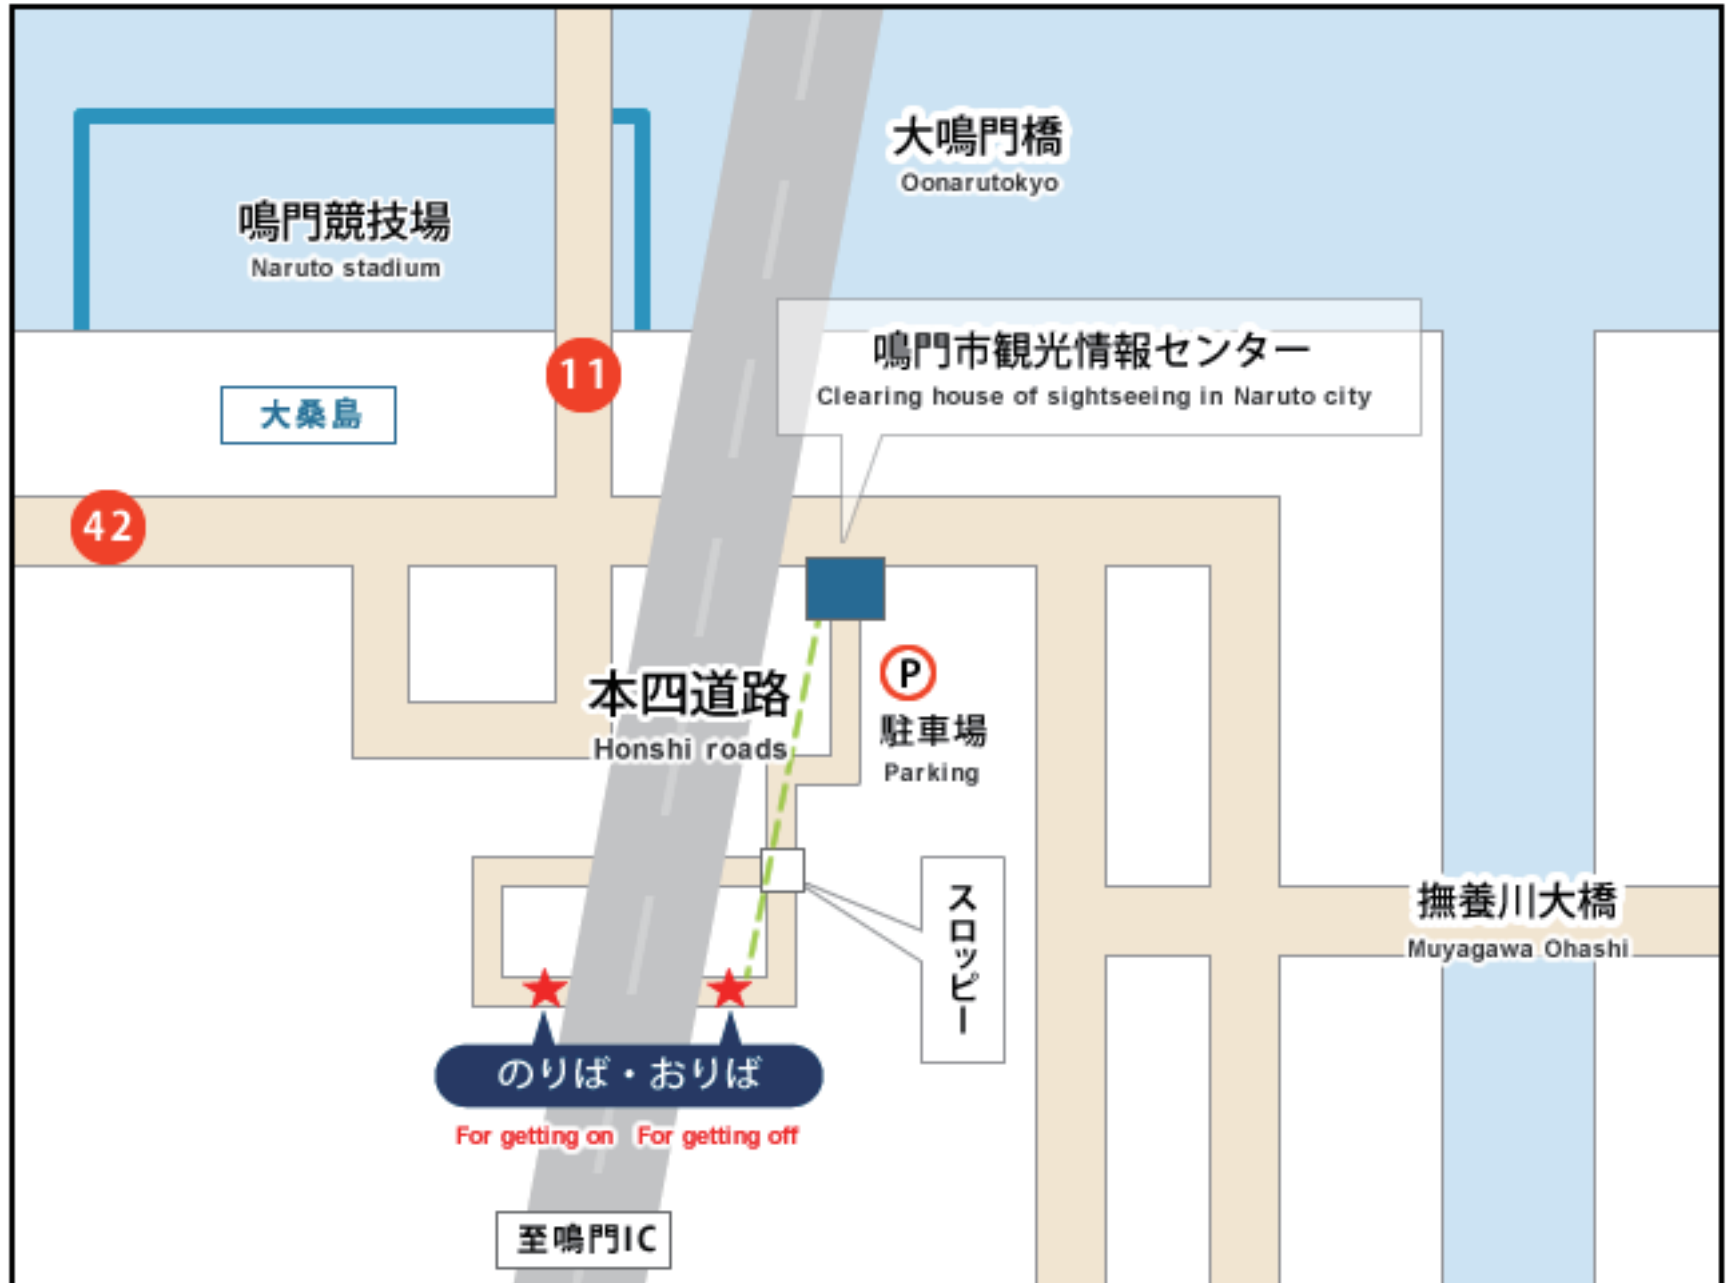 大鳴門橋
Oonarutokyo
鳴門競技場
Naruto stadium
鳴門市観光情報センター
Clearing house of sightseeing in Naruto city
11
大桑島
42
本四道路
Honshi roads
P
駐車場
Parking
スロッピー
撫養川大橋
Muyagawa Ohashi
のりば・おりば
For getting on For getting off
至鳴門IC